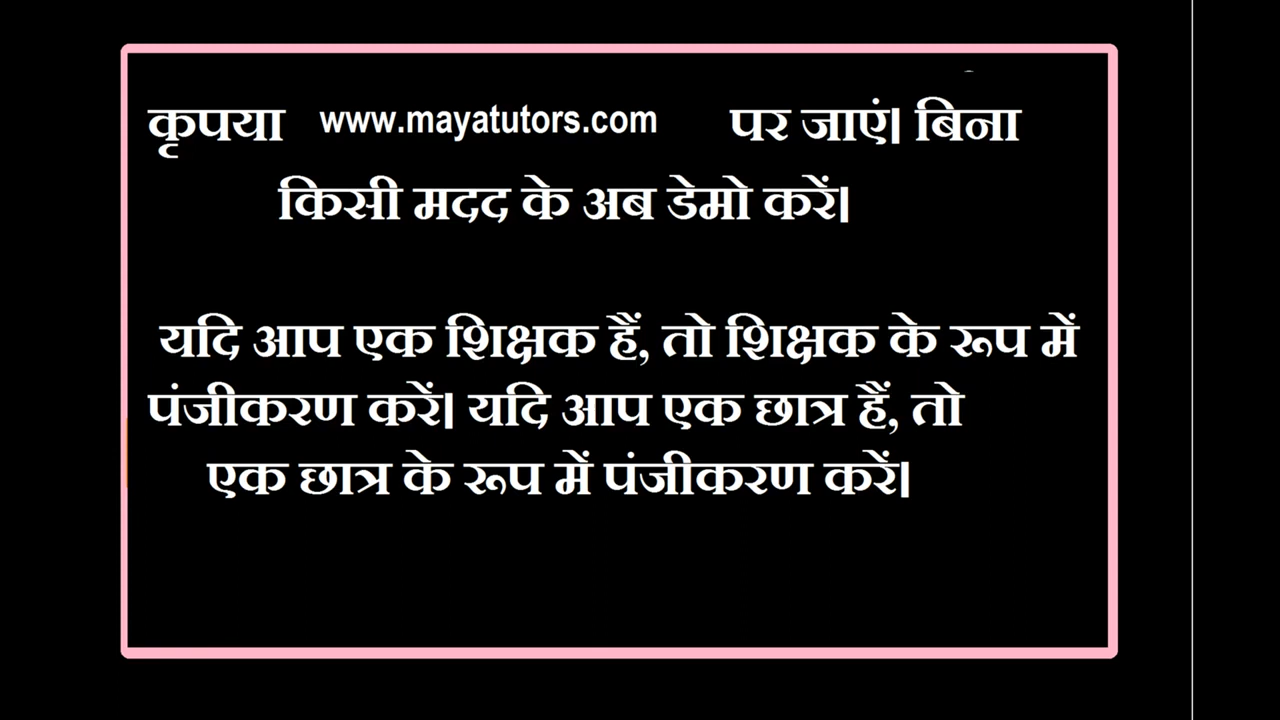 कृपया www.mayatutors.com पर जाएं। बिना
किसी मदद के अब डेमो करें।
यदि आप एक शिक्षक हैं, तो शिक्षक के रूप में
पंजीकरण करें। यदि आप एक छात्र हैं, तो
एक छात्र के रूप में पंजीकरण करें।